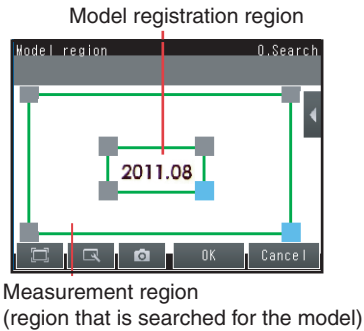 Model registration region
Model region 0.Search
2011.08
OK Cancel
Measurement region
(region that is searched for the model)